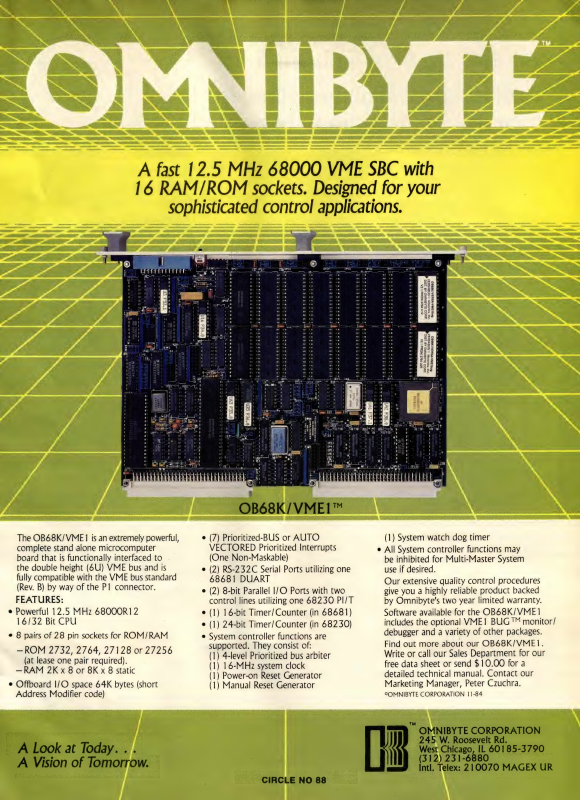 OMNIBYTE™
A fast 12.5 MHz 68000 VME SBC with
16 RAM/ROM sockets. Designed for your
sophisticated control applications.
OB68K/VME1™
The OB68K/VME1 is an extremely powerful,
complete stand alone microcomputer
board that is functionally interfaced to
the double height (6U) VME bus and is
fully compatible with the VME bus standard
(Rev. B) by way of the P1 connector.
FEATURES:
• Powerful 12.5 MHz 68000R12
16/32 Bit CPU
• 8 pairs of 28 pin sockets for ROM/RAM
—ROM 2732, 2764, 27128 or 27256
(at lease one pair required).
—RAM 2K x 8 or 8K x 8 static
• Offboard I/O space 64K bytes (short
Address Modifier code)
• (7) Prioritized-BUS or AUTO
VECTORED Prioritized Interrupts
(One Non-Maskable)
• (2) RS-232C Serial Ports utilizing one
68681 DUART
• (2) 8-bit Parallel I/O Ports with two
control lines utilizing one 68230 PI/T
• (1) 16-bit Timer/Counter (in 68681)
• (1) 24-bit Timer/Counter (in 68230)
• System controller functions are
supported. They consist of:
(1) 4-level Prioritized bus arbiter
(1) 16-MHz system clock
(1) Power-on Reset Generator
(1) Manual Reset Generator
(1) System watch dog timer
• All System controller functions may
be inhibited for Multi-Master System
use if desired.
Our extensive quality control procedures
give you a highly reliable product backed
by Omnibyte's two year limited warranty.
Software available for the OB68K/VME1
includes the optional VME1 BUG™ monitor/
debugger and a variety of other packages.
Find out more about our OB68K/VME1.
Write or call our Sales Department for our
free data sheet or send $10.00 for a
detailed technical manual. Contact our
Marketing Manager, Peter Czuchra.
©OMNIBYTE CORPORATION 11-84
A Look at Today. . .
A Vision of Tomorrow.
™
OMNIBYTE CORPORATION
245 W. Roosevelt Rd.
West Chicago, IL 60185-3790
(312) 231-6880
Intl. Telex: 210070 MAGEX UR
CIRCLE NO 88